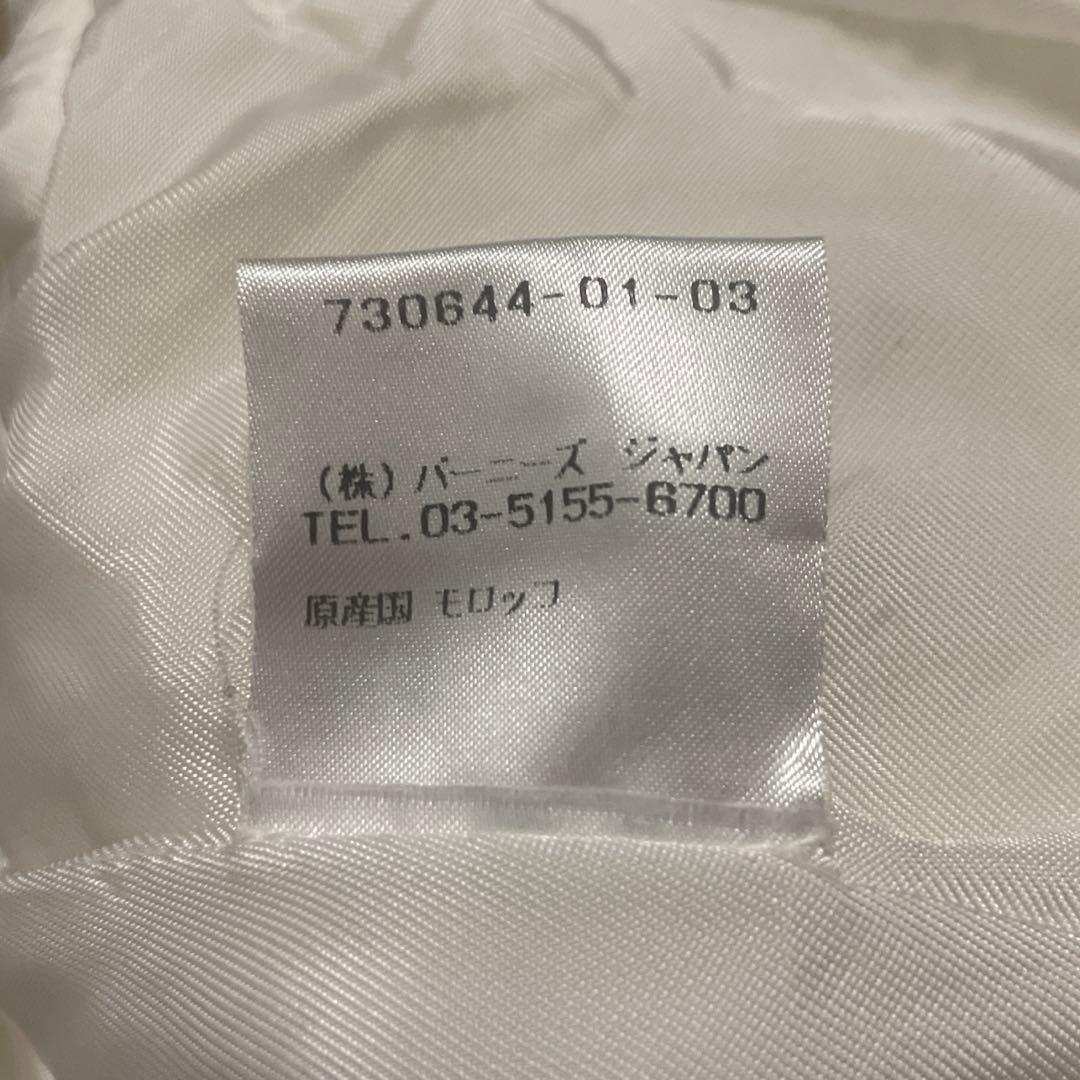 730644-01-03
(株)バーニーズ ジャパン
TEL.03-5155-6700
原産国 モロッコ